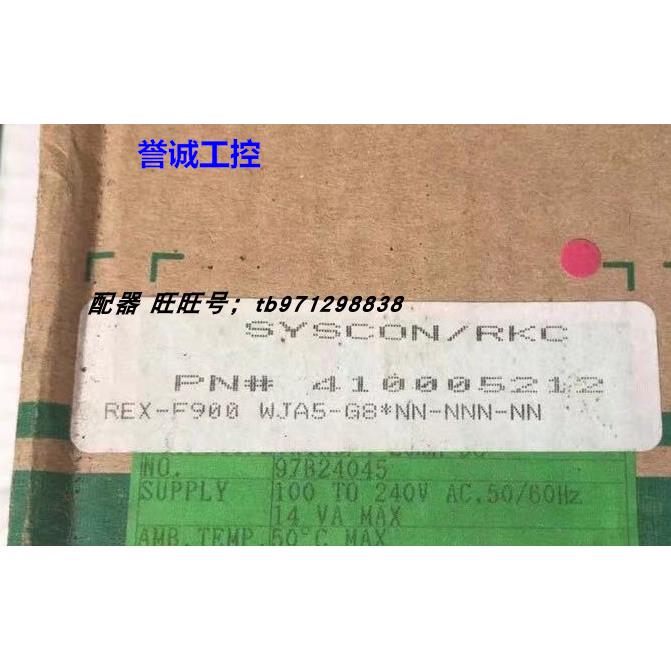 誉诚工控
配器 旺旺号；tb971298838
SYSCON/RKC
PN# 410005212
REX-F900 WJA5-G8*NN-NNN-NN
NO. 97B24045
SUPPLY 100 TO 240V AC.50/60Hz
14 VA MAX
AMB.TEMP. 50°C MAX